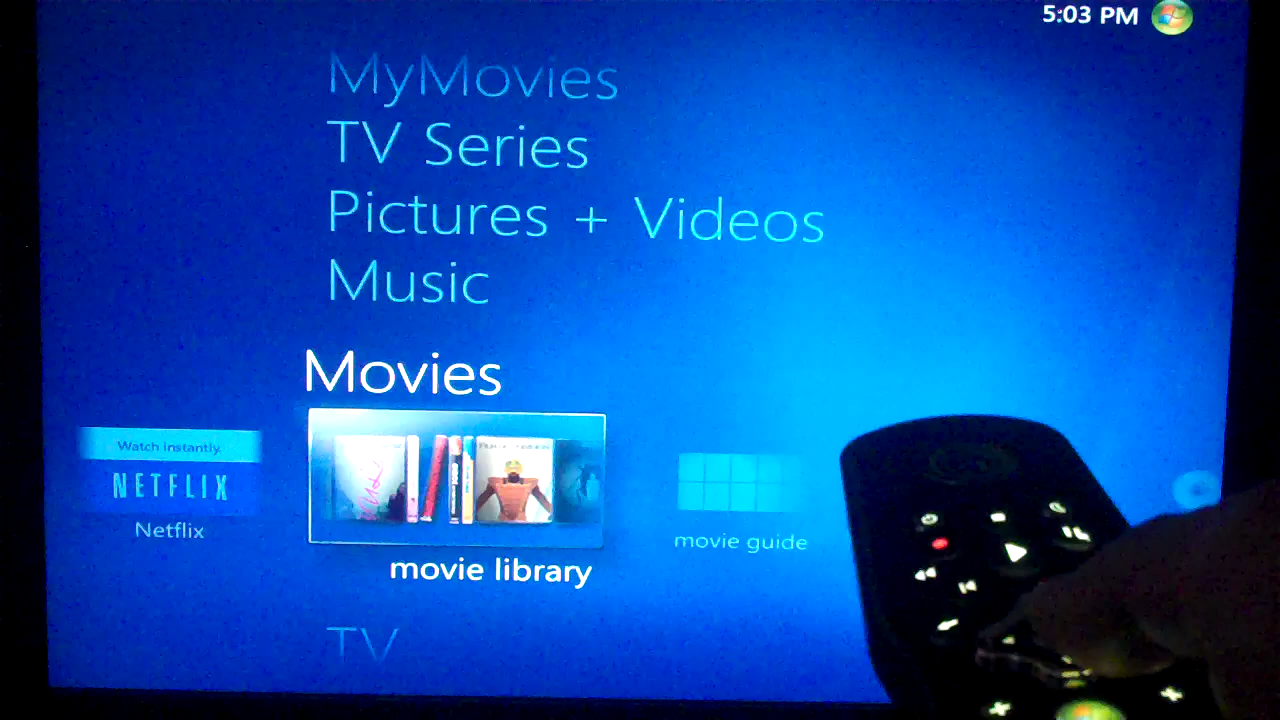 5:03 PM
MyMovies
TV Series
Pictures + Videos
Music
Movies
Watch instantly.
NETFLIX
Netflix
movie library
movie guide
TV